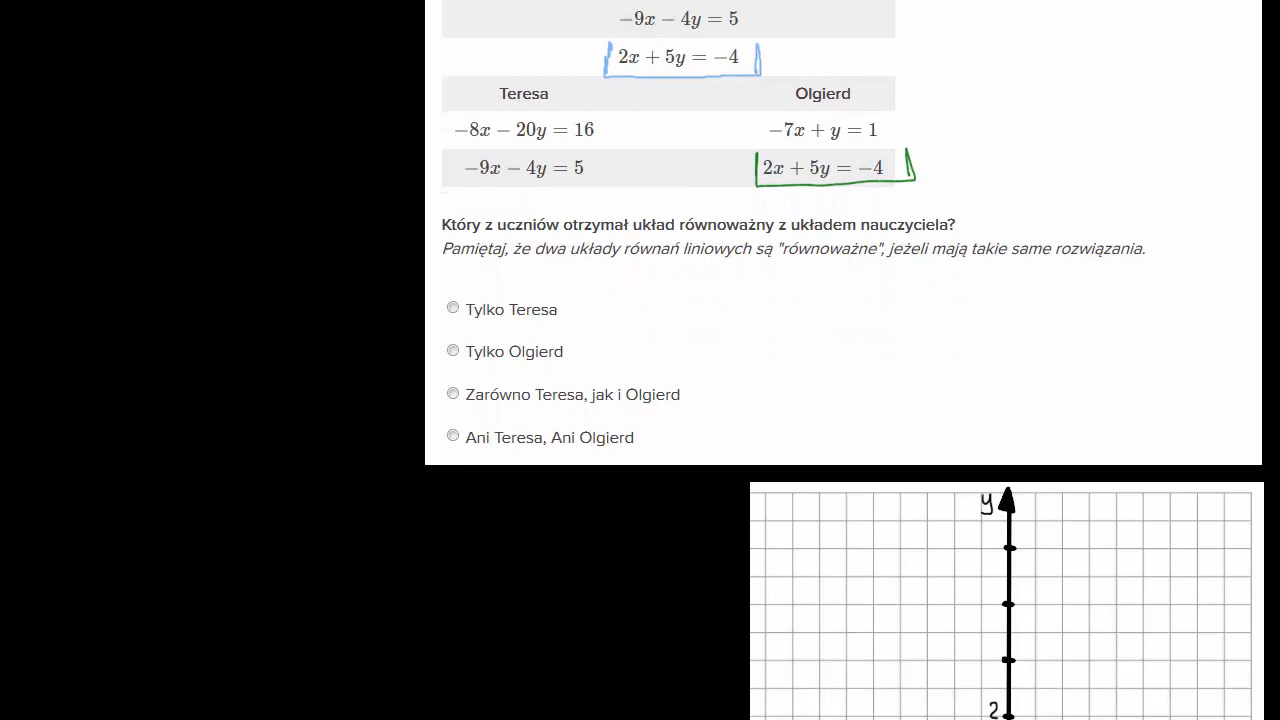 −9x − 4y = 5
2x + 5y = −4
Teresa Olgierd
−8x − 20y = 16 −7x + y = 1
−9x − 4y = 5 2x + 5y = −4
Który z uczniów otrzymał układ równoważny z układem nauczyciela?
Pamiętaj, że dwa układy równań liniowych są "równoważne", jeżeli mają takie same rozwiązania.
Tylko Teresa
Tylko Olgierd
Zarówno Teresa, jak i Olgierd
Ani Teresa, Ani Olgierd
y
2